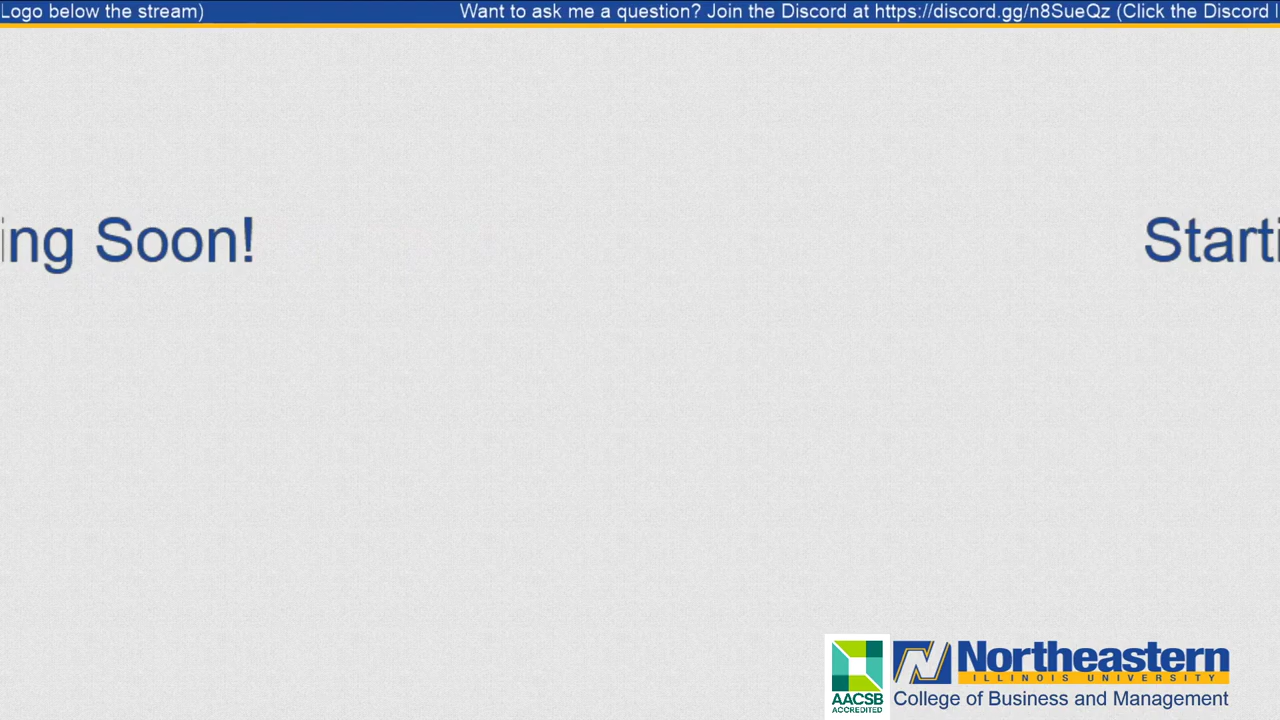 Logo below the stream) Want to ask me a question? Join the Discord at https://discord.gg/n8SueQz (Click the Discord
ing Soon! Starti
AACSB
ACCREDITED
Northeastern
ILLINOIS UNIVERSITY
College of Business and Management